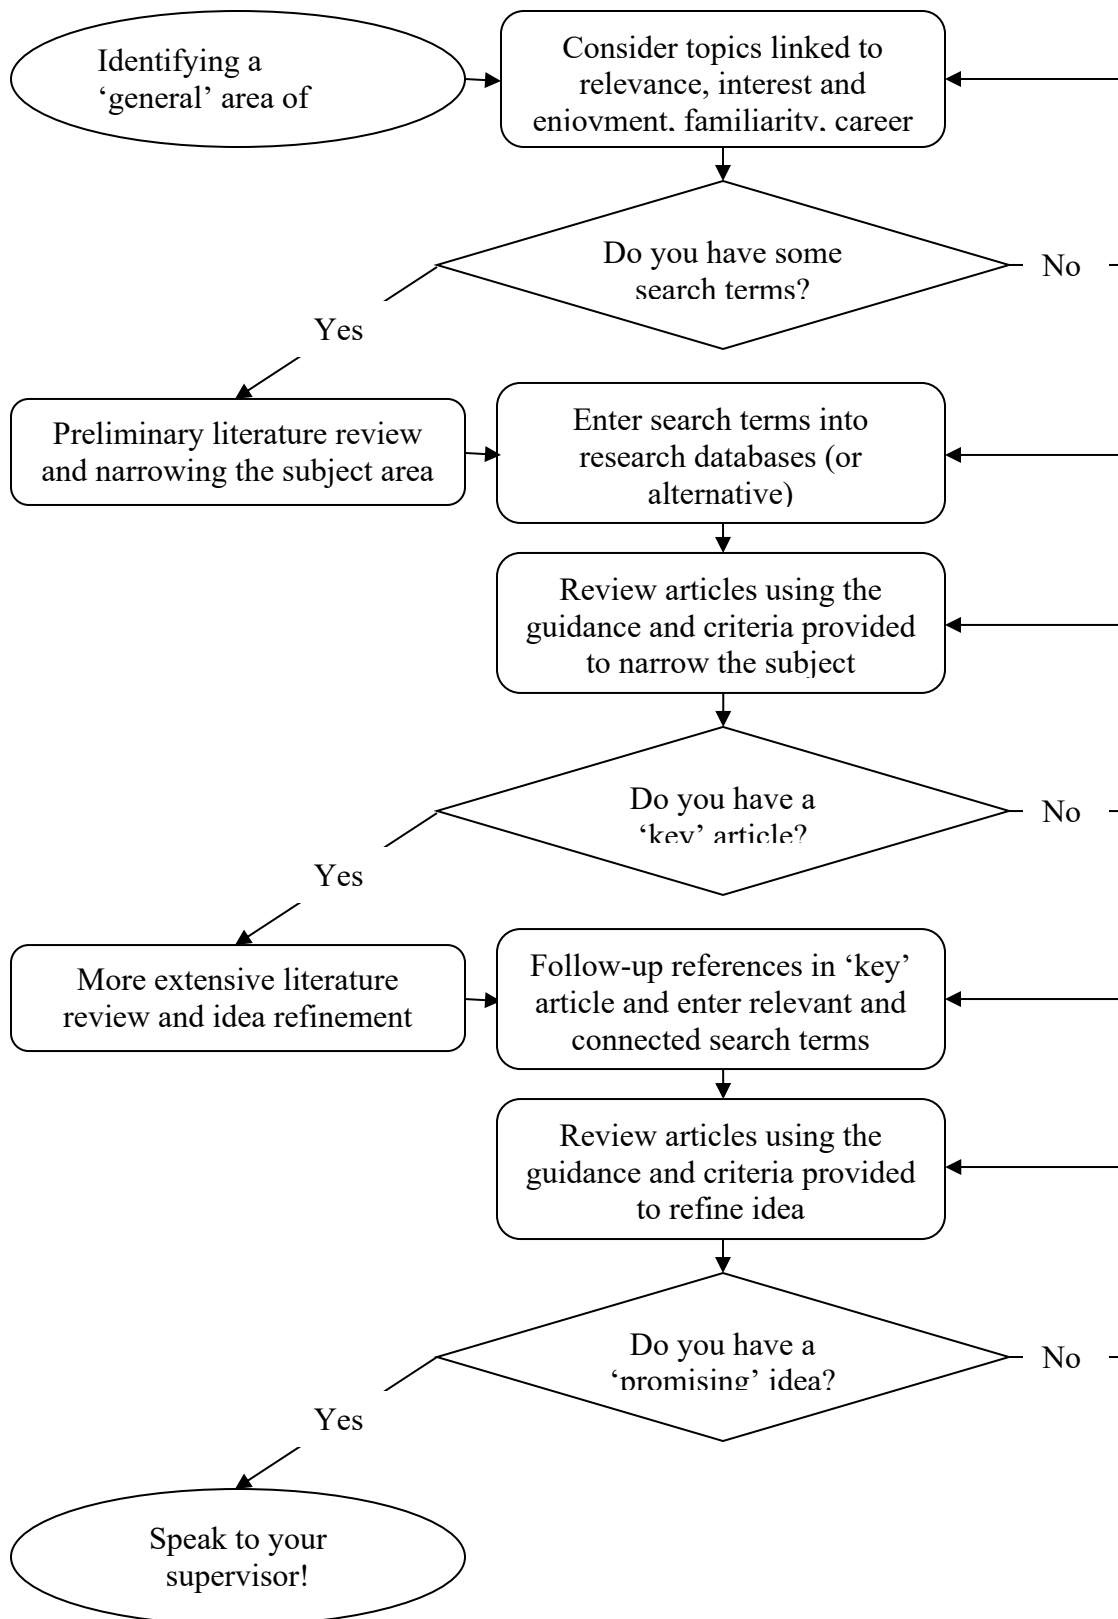 Identifying a
‘general’ area of
Consider topics linked to
relevance, interest and
enjoyment, familiarity, career
Do you have some
search terms?
No
Yes
Preliminary literature review
and narrowing the subject area
Enter search terms into
research databases (or
alternative)
Review articles using the
guidance and criteria provided
to narrow the subject
Do you have a
‘key’ article?
No
Yes
More extensive literature
review and idea refinement
Follow-up references in ‘key’
article and enter relevant and
connected search terms
Review articles using the
guidance and criteria provided
to refine idea
Do you have a
‘promising’ idea?
No
Yes
Speak to your
supervisor!